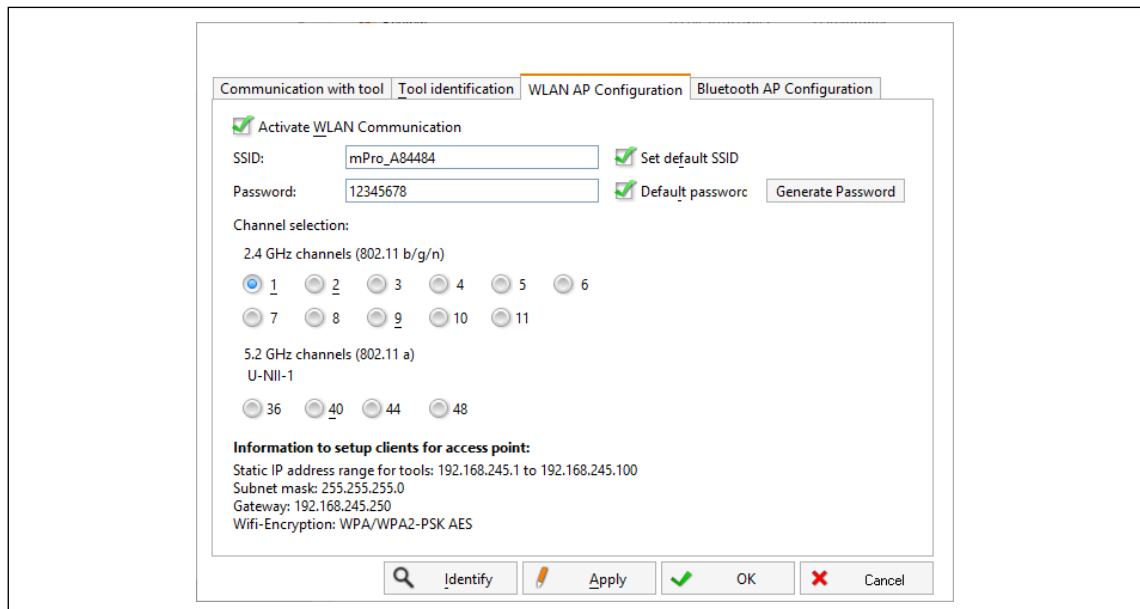 Communication with tool Tool identification WLAN AP Configuration Bluetooth AP Configuration
Activate WLAN Communication
SSID: mPro_A84484 Set default SSID
Password: 12345678 Default password Generate Password
Channel selection:
2.4 GHz channels (802.11 b/g/n)
1 2 3 4 5 6
7 8 9 10 11
5.2 GHz channels (802.11 a)
U-NII-1
36 40 44 48
Information to setup clients for access point:
Static IP address range for tools: 192.168.245.1 to 192.168.245.100
Subnet mask: 255.255.255.0
Gateway: 192.168.245.250
Wifi-Encryption: WPA/WPA2-PSK AES
Identify Apply OK Cancel